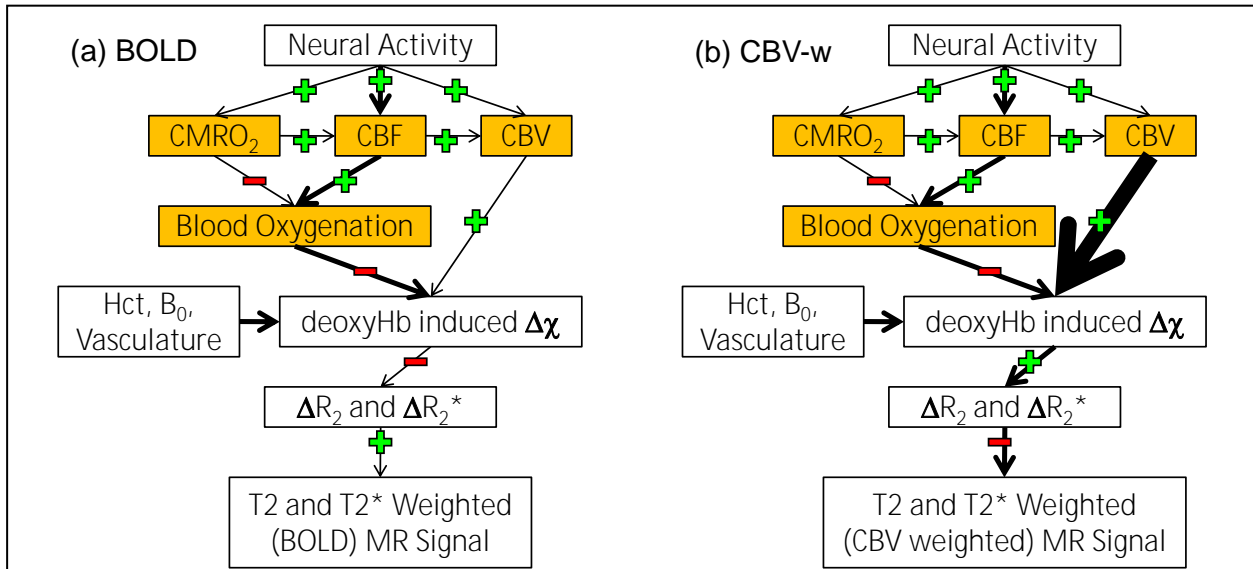 (a) BOLD
Neural Activity
CMRO₂
CBF
CBV
Blood Oxygenation
Hct, B₀,
Vasculature
deoxyHb induced Δχ
ΔR₂ and ΔR₂*
T2 and T2* Weighted
(BOLD) MR Signal
(b) CBV-w
Neural Activity
CMRO₂
CBF
CBV
Blood Oxygenation
Hct, B₀,
Vasculature
deoxyHb induced Δχ
ΔR₂ and ΔR₂*
T2 and T2* Weighted
(CBV weighted) MR Signal